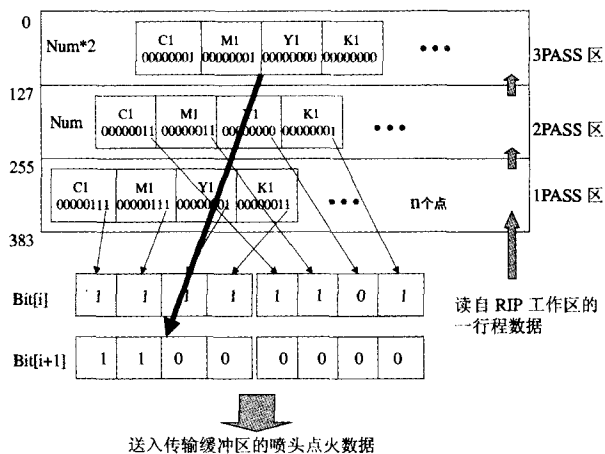 0
Num*2 C1 M1 Y1 K1
00000001 00000001 00000000 00000000 ••• 3PASS 区
127
Num C1 M1 Y1 K1
00000011 00000011 00000000 00000001 ••• 2PASS 区
255
C1 M1 Y1 K1
00000111 00000111 00000001 00000011 ••• n个点 1PASS 区
383
Bit[i] 1 1 1 1 1 1 0 1
读自 RIP 工作区的
一行程数据
Bit[i+1] 1 1 0 0 0 0 0 0
送入传输缓冲区的喷头点火数据